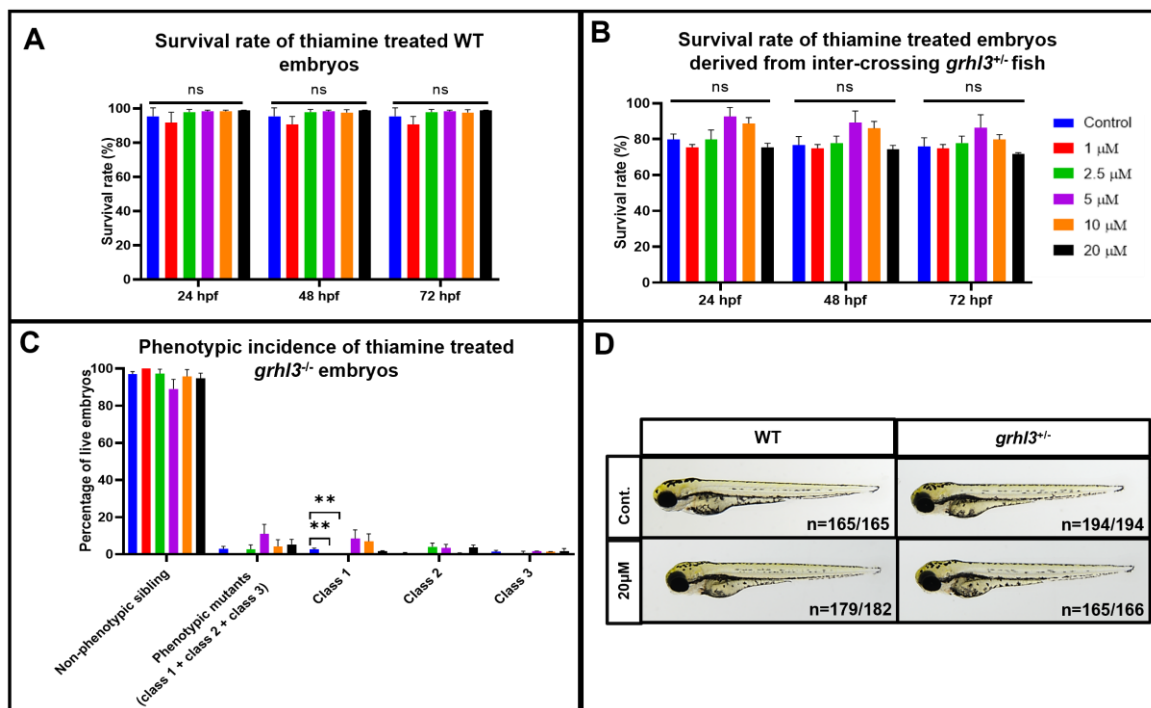 A
Survival rate of thiamine treated WT
embryos
ns
ns
ns
Survival rate (%)
100
80
60
40
20
0
24 hpf
48 hpf
72 hpf
B
Survival rate of thiamine treated embryos
derived from inter-crossing grhl3+/- fish
ns
ns
ns
Survival rate (%)
100
80
60
40
20
0
24 hpf
48 hpf
72 hpf
Control
1 µM
2.5 µM
5 µM
10 µM
20 µM
C
Phenotypic incidence of thiamine treated
grhl3-/- embryos
Percentage of live embryos
100
80
60
40
20
0
**
**
Non-phenotypic sibling
Phenotypic mutants
(class 1 + class 2 + class 3)
Class 1
Class 2
Class 3
D
WT
grhl3+/-
Cont.
n=165/165
n=194/194
20µM
n=179/182
n=165/166